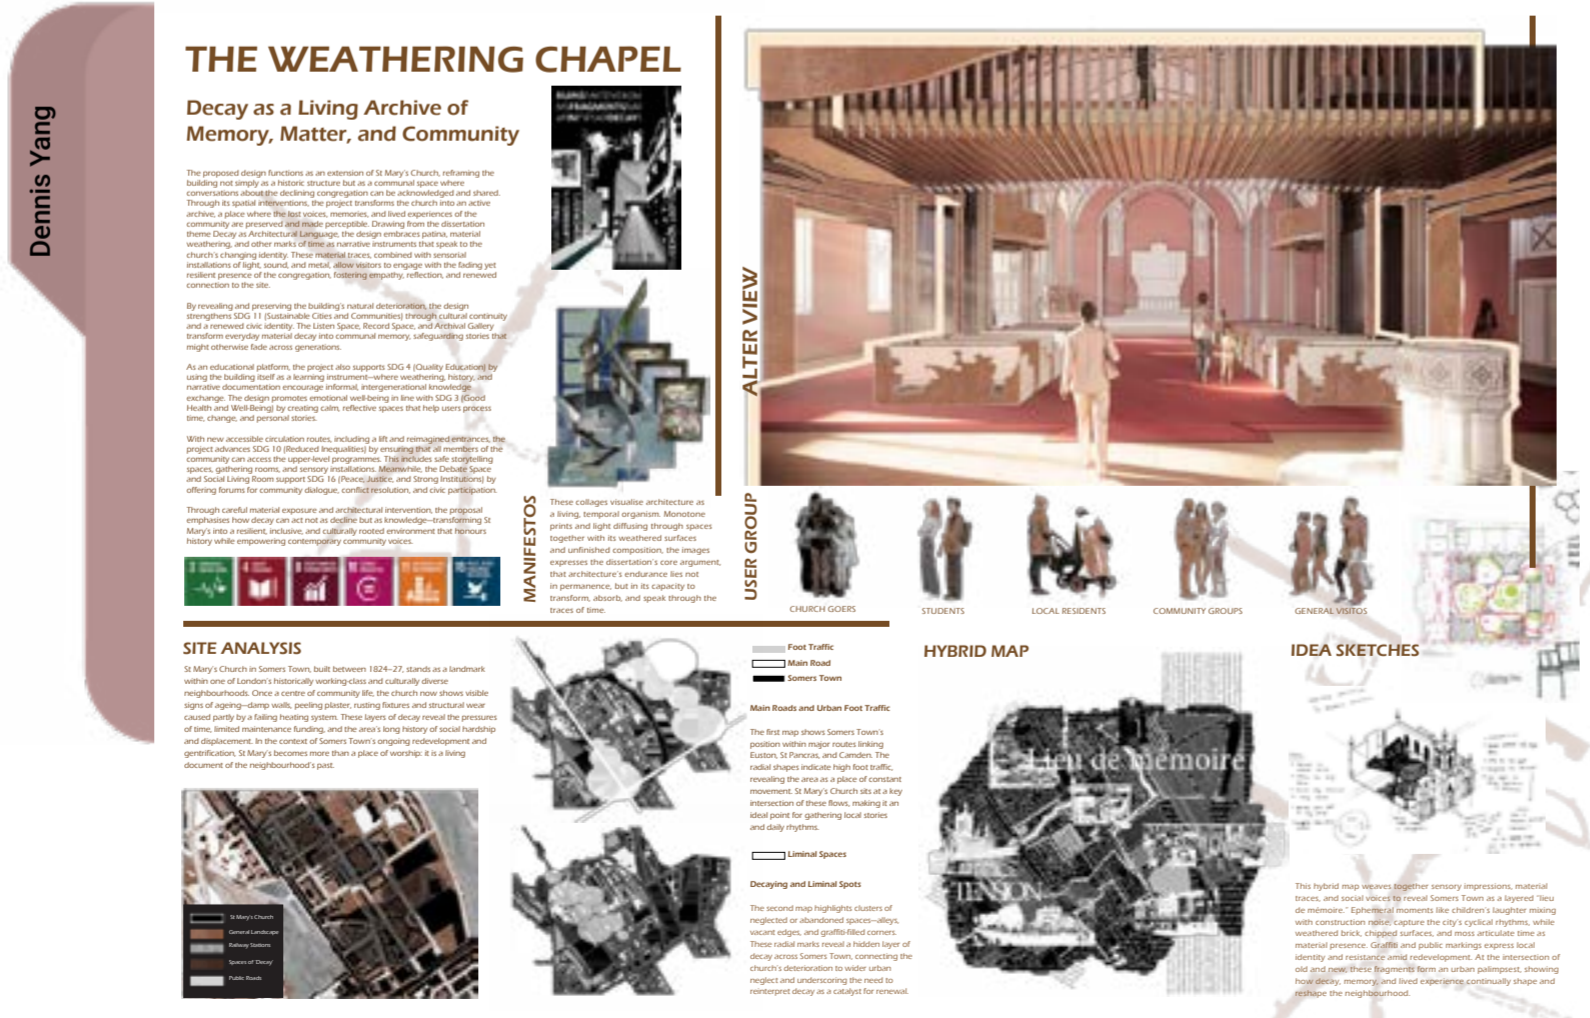 Dennis Yang
THE WEATHERING CHAPEL
Decay as a Living Archive of
Memory, Matter, and Community
The proposed design functions as an extension of St Mary's Church, reframing the
building not simply as a historic structure but as a communal space where
conversations about the declining congregation can be acknowledged and shared.
Through its spatial interventions, the project transforms the church into an active
archive, a place where the lost voices, memories, and lived experiences of the
community are preserved and made perceptible. Drawing from the dissertation
theme Decay as Architectural Language, the design embraces patina, material
weathering, and other marks of time as narrative instruments that speak to the
church's changing identity. These material traces, combined with sensorial
installations of light, sound, and metal, allow visitors to engage with the fading yet
resilient presence of the congregation, fostering empathy, reflection, and renewed
connection to the site.
By revealing and preserving the building's natural deterioration, the design
strengthens SDG 11 (Sustainable Cities and Communities) through cultural continuity
and a renewed civic identity. The Listen Space, Record Space, and Archival Gallery
transform everyday material decay into communal memory, safeguarding stories that
might otherwise fade across generations.
As an educational platform, the project also supports SDG 4 (Quality Education) by
using the building itself as a learning instrument—where weathering, history, and
narrative documentation encourage informal, intergenerational knowledge
exchange. The design promotes emotional well-being in line with SDG 3 (Good
Health and Well-Being) by creating calm, reflective spaces that help users process
time, change, and personal stories.
With new accessible circulation routes, including a lift and reimagined entrances, the
project advances SDG 10 (Reduced Inequalities) by ensuring that all members of the
community can access the upper-level programmes. This includes safe storytelling
spaces, gathering rooms, and sensory installations. Meanwhile, the Debate Space
and Social Living Room support SDG 16 (Peace, Justice, and Strong Institutions) by
offering forums for community dialogue, conflict resolution, and civic participation.
Through careful material exposure and architectural intervention, the proposal
emphasises how decay can act not as decline but as knowledge—transforming St
Mary's into a resilient, inclusive, and culturally rooted environment that honours
history while empowering contemporary community voices.
MANIFESTOS
These collages visualise architecture as
a living, temporal organism. Monotone
prints and light diffusing through spaces
together with its weathered surfaces
and unfinished composition, the images
expresses the dissertation's core argument,
that architecture's endurance lies not
in permanence, but in its capacity to
transform, absorb, and speak through the
traces of time.
ALTER VIEW
USER GROUP
CHURCH GOERS
STUDENTS
LOCAL RESIDENTS
COMMUNITY GROUPS
GENERAL VISITOS
SITE ANALYSIS
St Mary's Church in Somers Town, built between 1824–27, stands as a landmark
within one of London's historically working-class and culturally diverse
neighbourhoods. Once a centre of community life, the church now shows visible
signs of ageing—damp walls, peeling plaster, rusting fixtures and structural wear
caused partly by a failing heating system. These layers of decay reveal the pressures
of time, limited maintenance funding, and the area's long history of social hardship
and displacement. In the context of Somers Town's ongoing redevelopment and
gentrification, St Mary's becomes more than a place of worship: it is a living
document of the neighbourhood's past.
St Mary's Church
General Landscape
Railway Stations
Spaces of 'Decay'
Public Roads
Foot Traffic
Main Road
Somers Town
Main Roads and Urban Foot Traffic
The first map shows Somers Town's
position within major routes linking
Euston, St Pancras, and Camden. The
radial shapes indicate high foot traffic,
revealing the area as a place of constant
movement. St Mary's Church sits at a key
intersection of these flows, making it an
ideal point for gathering local stories
and daily rhythms.
Liminal Spaces
Decaying and Liminal Spots
The second map highlights clusters of
neglected or abandoned spaces—alleys,
vacant edges, and graffiti-filled corners.
These radial marks reveal a hidden layer of
decay across Somers Town, connecting the
church's deterioration to wider urban
neglect and underscoring the need to
reinterpret decay as a catalyst for renewal.
HYBRID MAP
Lieu de mémoire
TENSION
IDEA SKETCHES
This hybrid map weaves together sensory impressions, material
traces, and social voices to reveal Somers Town as a layered "lieu
de mémoire." Ephemeral moments like children's laughter mixing
with construction noise, capture the city's cyclical rhythms, while
weathered brick, chipped surfaces, and moss articulate time as
material presence. Graffiti and public markings express local
identity and resistance amid redevelopment. At the intersection of
old and new, these fragments form an urban palimpsest, showing
how decay, memory, and lived experience continually shape and
reshape the neighbourhood.